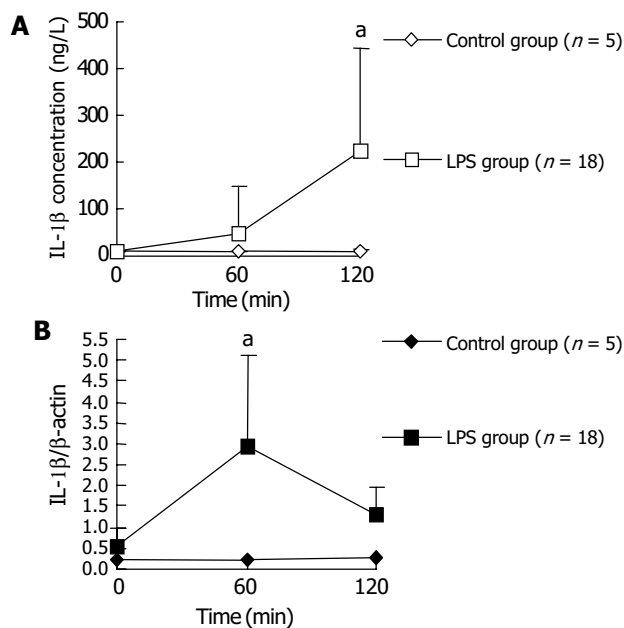 A
500
400
300
200
100
0
IL-1β concentration (ng/L)
a
0
60
120
Time (min)
Control group (n = 5)
LPS group (n = 18)
B
5.5
5.0
4.5
4.0
3.5
3.0
2.5
2.0
1.5
1.0
0.5
0.0
IL-1β/β-actin
a
0
60
120
Time (min)
Control group (n = 5)
LPS group (n = 18)